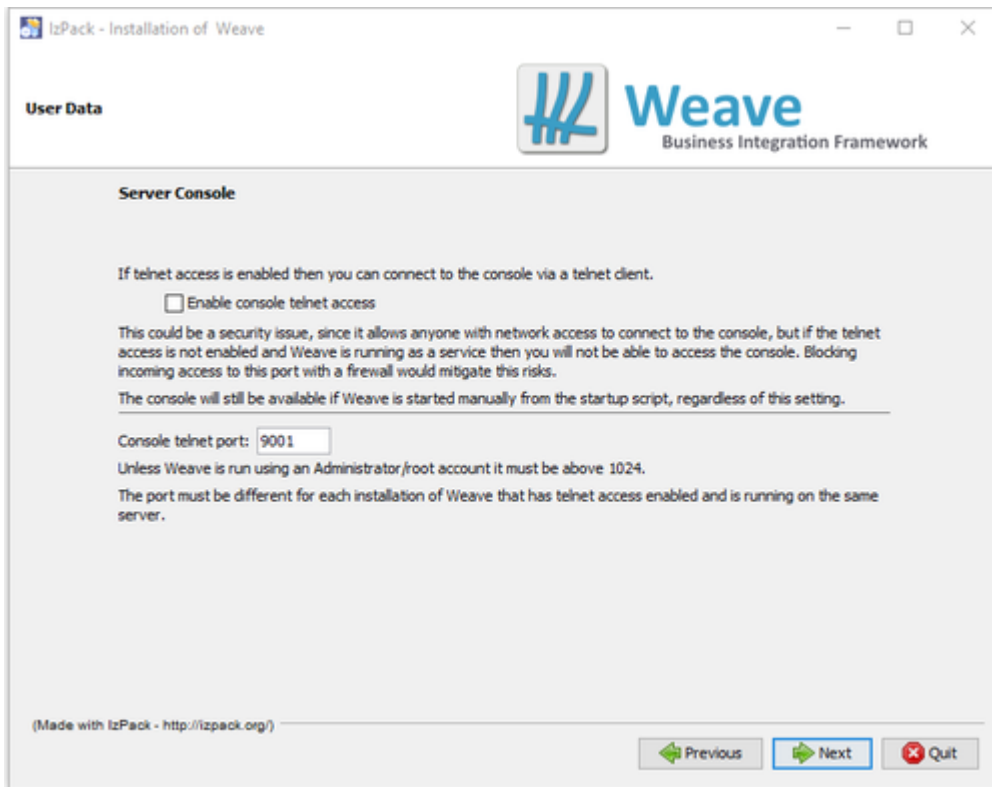 IzPack - Installation of Weave
User Data
Weave
Business Integration Framework
Server Console
If telnet access is enabled then you can connect to the console via a telnet client.
Enable console telnet access
This could be a security issue, since it allows anyone with network access to connect to the console, but if the telnet
access is not enabled and Weave is running as a service then you will not be able to access the console. Blocking
incoming access to this port with a firewall would mitigate this risks.
The console will still be available if Weave is started manually from the startup script, regardless of this setting.
Console telnet port: 9001
Unless Weave is run using an Administrator/root account it must be above 1024.
The port must be different for each installation of Weave that has telnet access enabled and is running on the same
server.
(Made with IzPack - http://izpack.org/)
Previous Next Quit